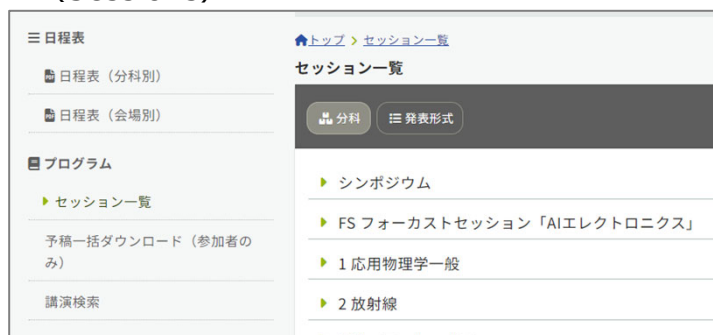 日程表
日程表（分科別）
日程表（会場別）
プログラム
セッション一覧
予稿一括ダウンロード（参加者の
み）
講演検索
トップ > セッション一覧
セッション一覧
分科
発表形式
シンポジウム
FS フォーカストセッション「AIエレクトロニクス」
1 応用物理学一般
2 放射線